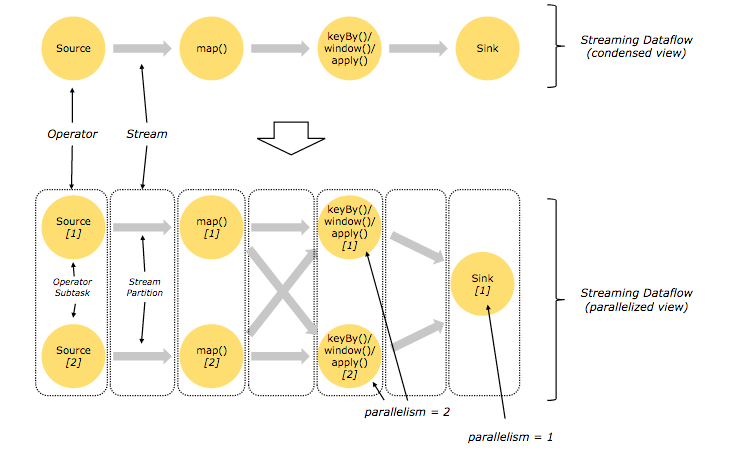 Source
map()
keyBy()/
window()/
apply()
Sink
Streaming Dataflow
(condensed view)
Operator
Stream
Source
[1]
map()
[1]
keyBy()/
window()/
apply()
[1]
Operator
Subtask
Stream
Partition
Sink
[1]
Streaming Dataflow
(parallelized view)
Source
[2]
map()
[2]
keyBy()/
window()/
apply()
[2]
parallelism = 2
parallelism = 1